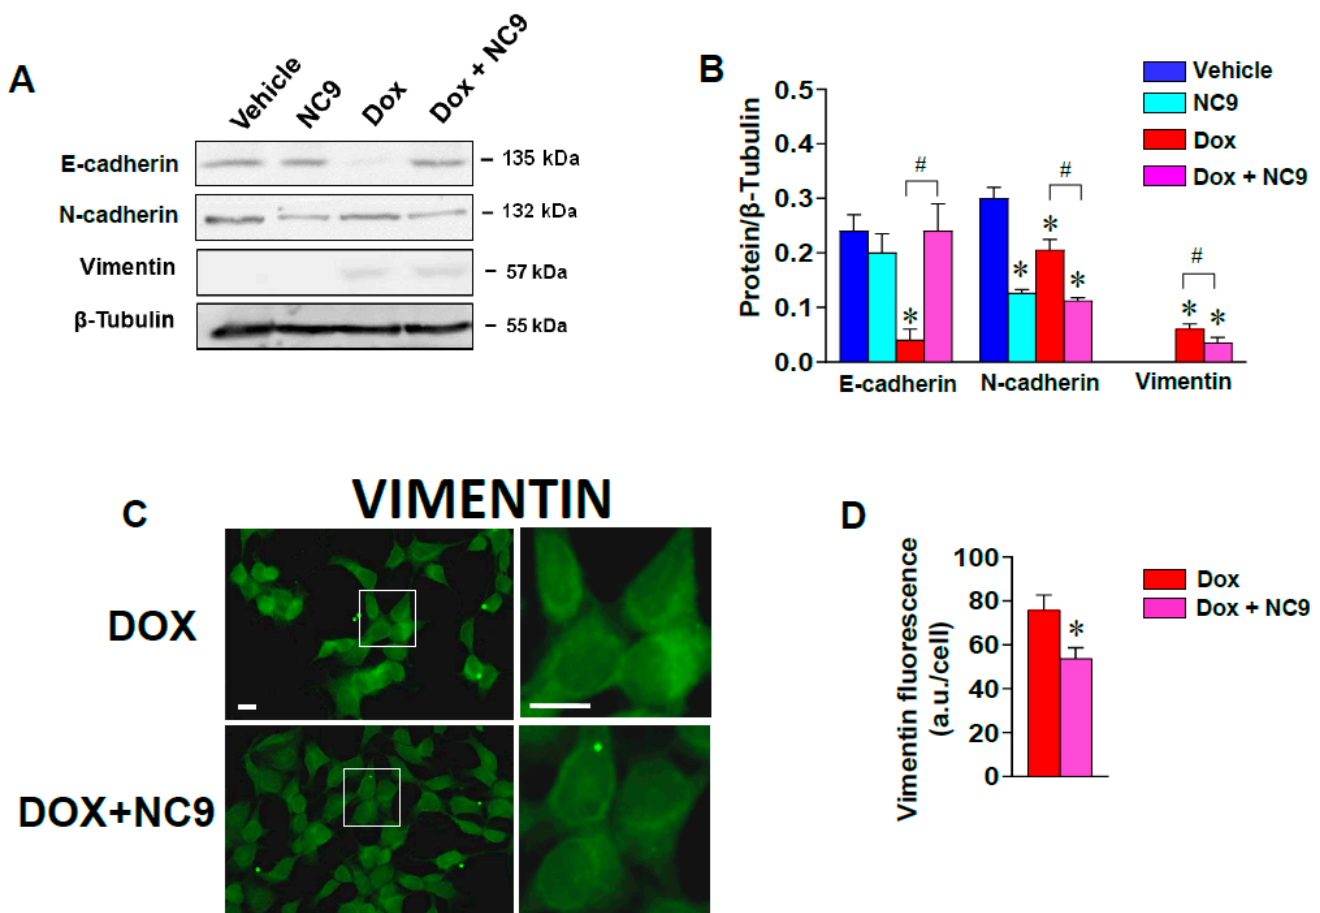 A
Vehicle
NC9
Dox
Dox + NC9
E-cadherin
– 135 kDa
N-cadherin
– 132 kDa
Vimentin
– 57 kDa
β-Tubulin
– 55 kDa
B
Vehicle
NC9
Dox
Dox + NC9
Protein/β-Tubulin
0.5
0.4
0.3
0.2
0.1
0.0
#
#
#
*
*
*
*
*
*
E-cadherin
N-cadherin
Vimentin
C
VIMENTIN
DOX
DOX+NC9
D
Vimentin fluorescence
(a.u./cell)
100
80
60
40
20
0
*
Dox
Dox + NC9